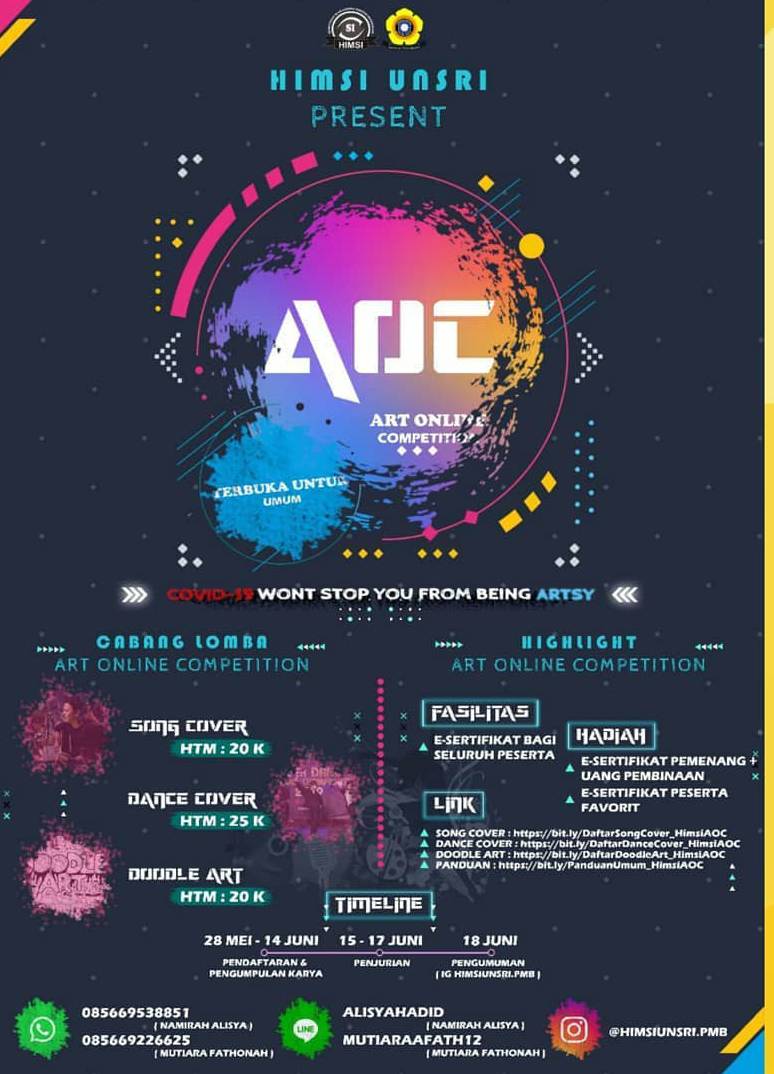 SI
HIMSI
HIMSI UNSRI
PRESENT
AOC
ART ONLINE
COMPETITION
TERBUKA UNTUK
UMUM
COVID-19 WONT STOP YOU FROM BEING ARTSY
CABANG LOMBA
ART ONLINE COMPETITION
SONG COVER
HTM : 20 K
DANCE COVER
HTM : 25 K
DOODLE ART
HTM : 20 K
DOODLE
ART
HIGHLIGHT
ART ONLINE COMPETITION
FASILITAS
E-SERTIFIKAT BAGI
SELURUH PESERTA
HADIAH
E-SERTIFIKAT PEMENANG +
UANG PEMBINAAN
E-SERTIFIKAT PESERTA
FAVORIT
LINK
SONG COVER : https://bit.ly/DaftarSongCover_HimsiAOC
DANCE COVER : https://bit.ly/DaftarDanceCover_HimsiAOC
DOODLE ART : https://bit.ly/DaftarDoodleArt_HimsiAOC
PANDUAN : https://bit.ly/PanduanUmum_HimsiAOC
TIMELINE
28 MEI - 14 JUNI 15 - 17 JUNI 18 JUNI
PENDAFTARAN &
PENGUMPULAN KARYA
PENJURIAN
PENGUMUMAN
( IG HIMSIUNSRI.PMB )
085669538851
( NAMIRAH ALISYA )
085669226625
( MUTIARA FATHONAH )
LINE
ALISYAHADID
( NAMIRAH ALISYA )
MUTIARAAFATH12
( MUTIARA FATHONAH )
@HIMSIUNSRI.PMB